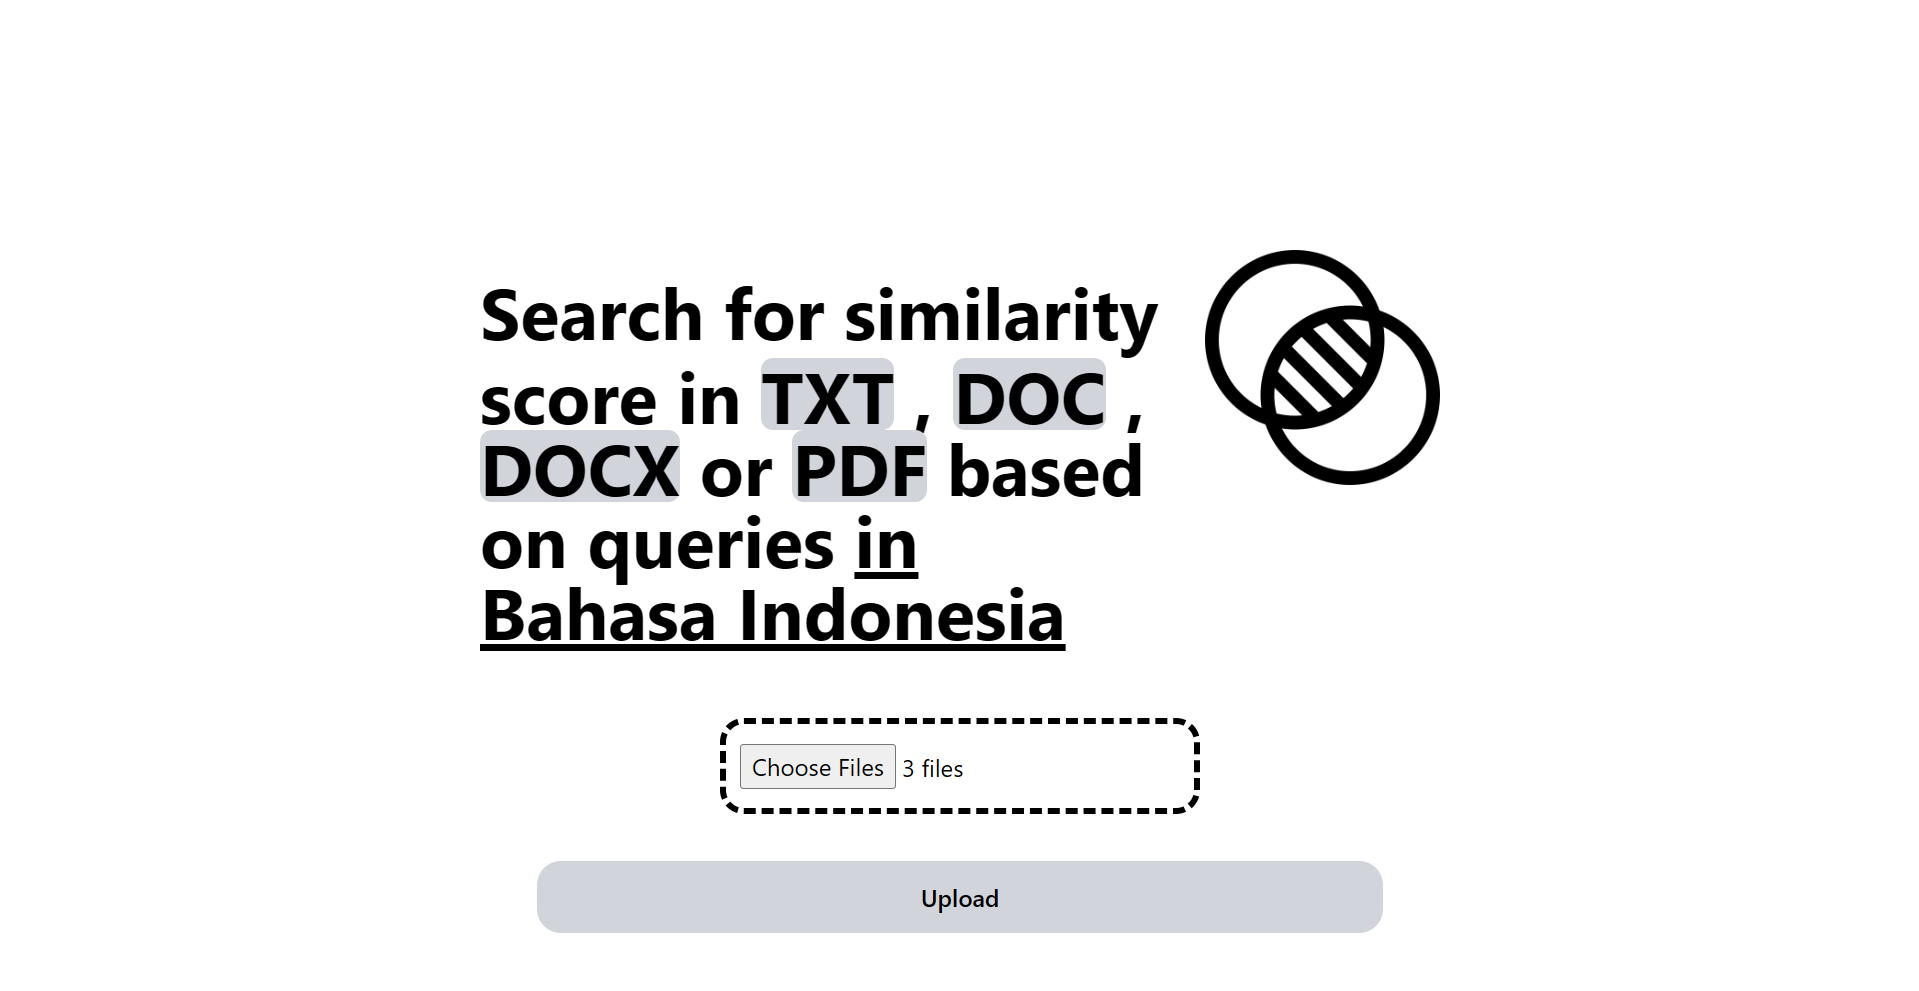 Search for similarity
score in TXT , DOC ,
DOCX or PDF based
on queries in
Bahasa Indonesia
Choose Files 3 files
Upload